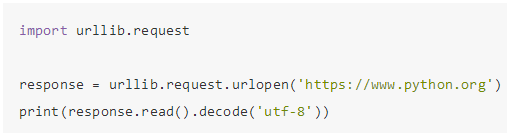 import urllib.request
response = urllib.request.urlopen('https://www.python.org')
print(response.read().decode('utf-8'))